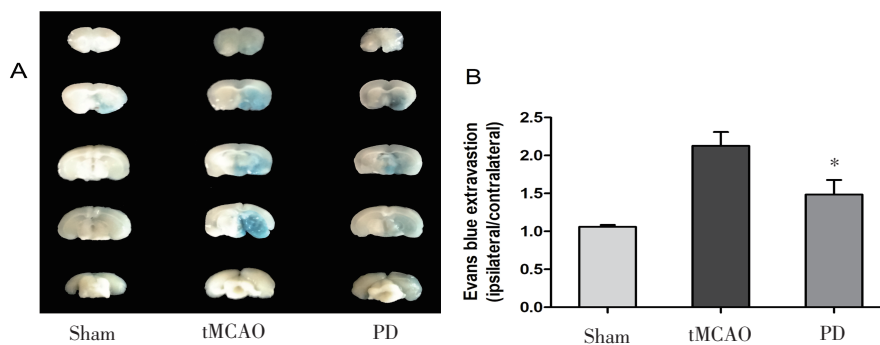 A
Sham tMCAO PD
B
Evans blue extravastion
(ipsilateral/contralateral)
2.5
2.0
1.5
1.0
0.5
0.0
*
Sham tMCAO PD